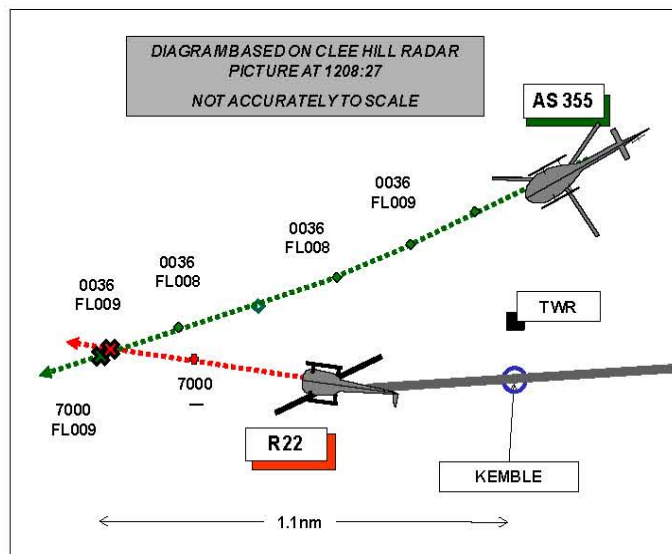 DIAGRAMBASED ON CLEE HILL RADAR
PICTURE AT 1208:27
NOT ACCURATELY TO SCALE
AS 355
0036
FL009
0036
FL008
0036
FL008
0036
FL009
TWR
7000
—
7000
FL009
R22
KEMBLE
1.1nm